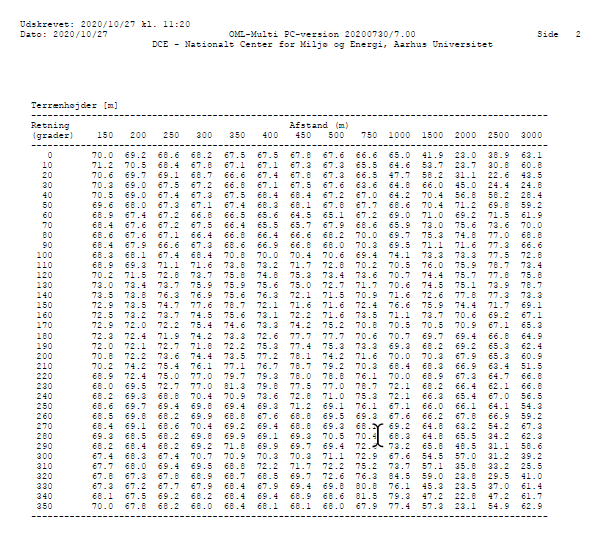 Udskrevet: 2020/10/27 kl. 11:20
Dato: 2020/10/27 OML-Multi PC-version 20200730/7.00 Side 2
DCE - Nationalt Center for Miljø og Energi, Aarhus Universitet
Terrænhøjder [m]
Retning Afstand (m)
(grader) 150 200 250 300 350 400 450 500 750 1000 1500 2000 2500 3000
0 70.0 69.2 68.6 68.2 67.5 67.5 67.8 67.6 66.6 65.0 41.9 23.0 38.9 63.1
10 71.2 70.5 68.4 67.8 67.1 67.1 67.3 67.3 65.5 64.6 53.7 23.7 30.8 60.8
20 70.6 69.7 69.1 68.7 66.6 67.4 67.8 67.3 66.5 47.7 58.2 31.1 22.6 43.5
30 70.3 69.0 67.5 67.2 66.8 67.1 67.5 67.6 63.6 64.8 66.0 45.0 24.4 24.8
40 70.5 69.0 67.4 67.3 67.5 68.4 68.4 67.2 67.0 64.2 70.4 56.8 58.2 28.4
50 69.6 68.0 67.3 67.1 67.4 68.3 68.1 67.8 67.7 68.6 70.4 71.2 69.8 59.2
60 68.9 67.4 67.2 66.8 66.5 65.6 64.5 65.1 67.2 69.0 71.0 69.2 71.5 61.9
70 68.4 67.6 67.2 67.5 66.4 65.5 65.7 67.9 68.6 65.9 73.0 75.6 73.6 70.0
80 68.6 67.6 67.1 66.4 66.8 66.4 66.6 68.2 70.0 69.7 75.3 74.8 77.0 68.8
90 68.4 67.9 66.6 67.3 68.6 66.9 66.8 68.0 70.3 69.5 71.1 71.6 77.3 66.6
100 68.3 68.1 67.4 68.4 70.8 70.0 70.4 70.6 69.4 74.1 73.3 73.3 77.5 72.8
110 68.9 69.3 71.1 71.6 73.8 73.2 71.7 72.8 70.2 70.5 76.0 75.9 78.7 73.4
120 70.2 71.5 72.8 73.7 75.8 74.8 75.3 73.4 73.6 70.7 74.4 75.7 77.8 75.8
130 73.0 73.4 73.7 75.9 75.9 75.6 75.0 72.7 71.7 70.6 74.5 75.1 73.9 78.7
140 73.5 73.8 76.3 76.9 75.6 76.3 72.1 71.5 70.9 71.6 72.6 77.8 77.3 73.3
150 72.9 73.5 74.7 77.6 78.7 72.1 71.6 71.6 72.4 76.6 75.9 74.4 71.7 69.1
160 72.5 73.2 73.7 74.5 75.6 73.1 72.2 71.6 73.5 71.1 73.7 70.6 69.2 67.1
170 72.9 72.0 72.2 75.4 74.6 73.3 74.2 75.2 70.8 70.5 70.5 70.9 67.1 65.3
180 72.3 72.4 71.9 74.2 73.3 72.6 77.7 77.7 70.6 70.7 69.7 69.4 66.8 64.9
190 72.0 72.1 72.7 71.8 72.2 75.3 77.4 75.3 73.3 69.3 68.2 69.2 65.3 62.4
200 70.8 72.2 73.6 74.4 73.5 77.2 78.1 74.2 71.6 70.0 70.3 67.9 65.3 60.9
210 70.2 74.2 75.4 76.1 77.1 76.7 78.7 79.2 70.3 68.4 68.3 66.9 63.4 51.5
220 68.9 72.4 75.0 77.0 79.7 79.3 78.0 78.8 76.1 70.0 68.9 67.3 64.7 66.8
230 68.0 69.5 72.7 77.0 81.3 79.8 77.5 77.0 78.7 72.1 68.2 66.4 62.1 66.8
240 68.2 69.3 68.8 70.4 70.9 73.6 72.8 71.0 75.3 72.1 66.3 65.4 67.0 56.5
250 68.6 69.7 69.4 69.8 69.4 69.3 71.2 69.1 76.1 67.1 66.0 66.1 64.1 54.3
260 68.5 69.8 68.2 69.9 68.8 67.6 68.8 69.5 69.3 67.6 66.2 67.8 66.9 59.2
270 68.4 69.1 68.6 70.4 69.2 69.4 68.8 69.3 68. 69.2 64.8 63.2 54.2 67.3
280 69.3 68.5 68.2 69.8 69.9 69.1 69.3 70.5 70.4 68.3 64.8 65.5 34.2 62.3
290 68.2 68.4 68.2 69.2 71.8 69.9 69.7 69.4 72. 73.2 65.8 48.5 31.1 58.6
300 67.4 68.3 67.4 70.7 70.9 70.3 70.3 71.1 72.9 67.6 54.5 57.0 31.2 39.2
310 67.7 68.0 69.4 69.5 68.8 72.2 71.7 72.2 75.2 73.7 57.1 35.8 33.2 25.5
320 67.8 67.3 67.8 68.9 68.7 68.5 69.7 72.6 76.3 84.5 58.0 23.8 29.5 41.0
330 67.3 67.2 67.7 67.9 68.4 67.9 69.4 69.8 80.8 76.1 45.3 23.5 37.0 61.4
340 68.1 67.5 69.2 68.2 68.4 69.4 68.9 68.6 81.5 79.3 47.2 22.8 47.2 61.7
350 70.0 67.8 68.2 68.0 68.4 68.1 68.1 68.0 67.9 77.4 57.3 23.1 54.9 62.9